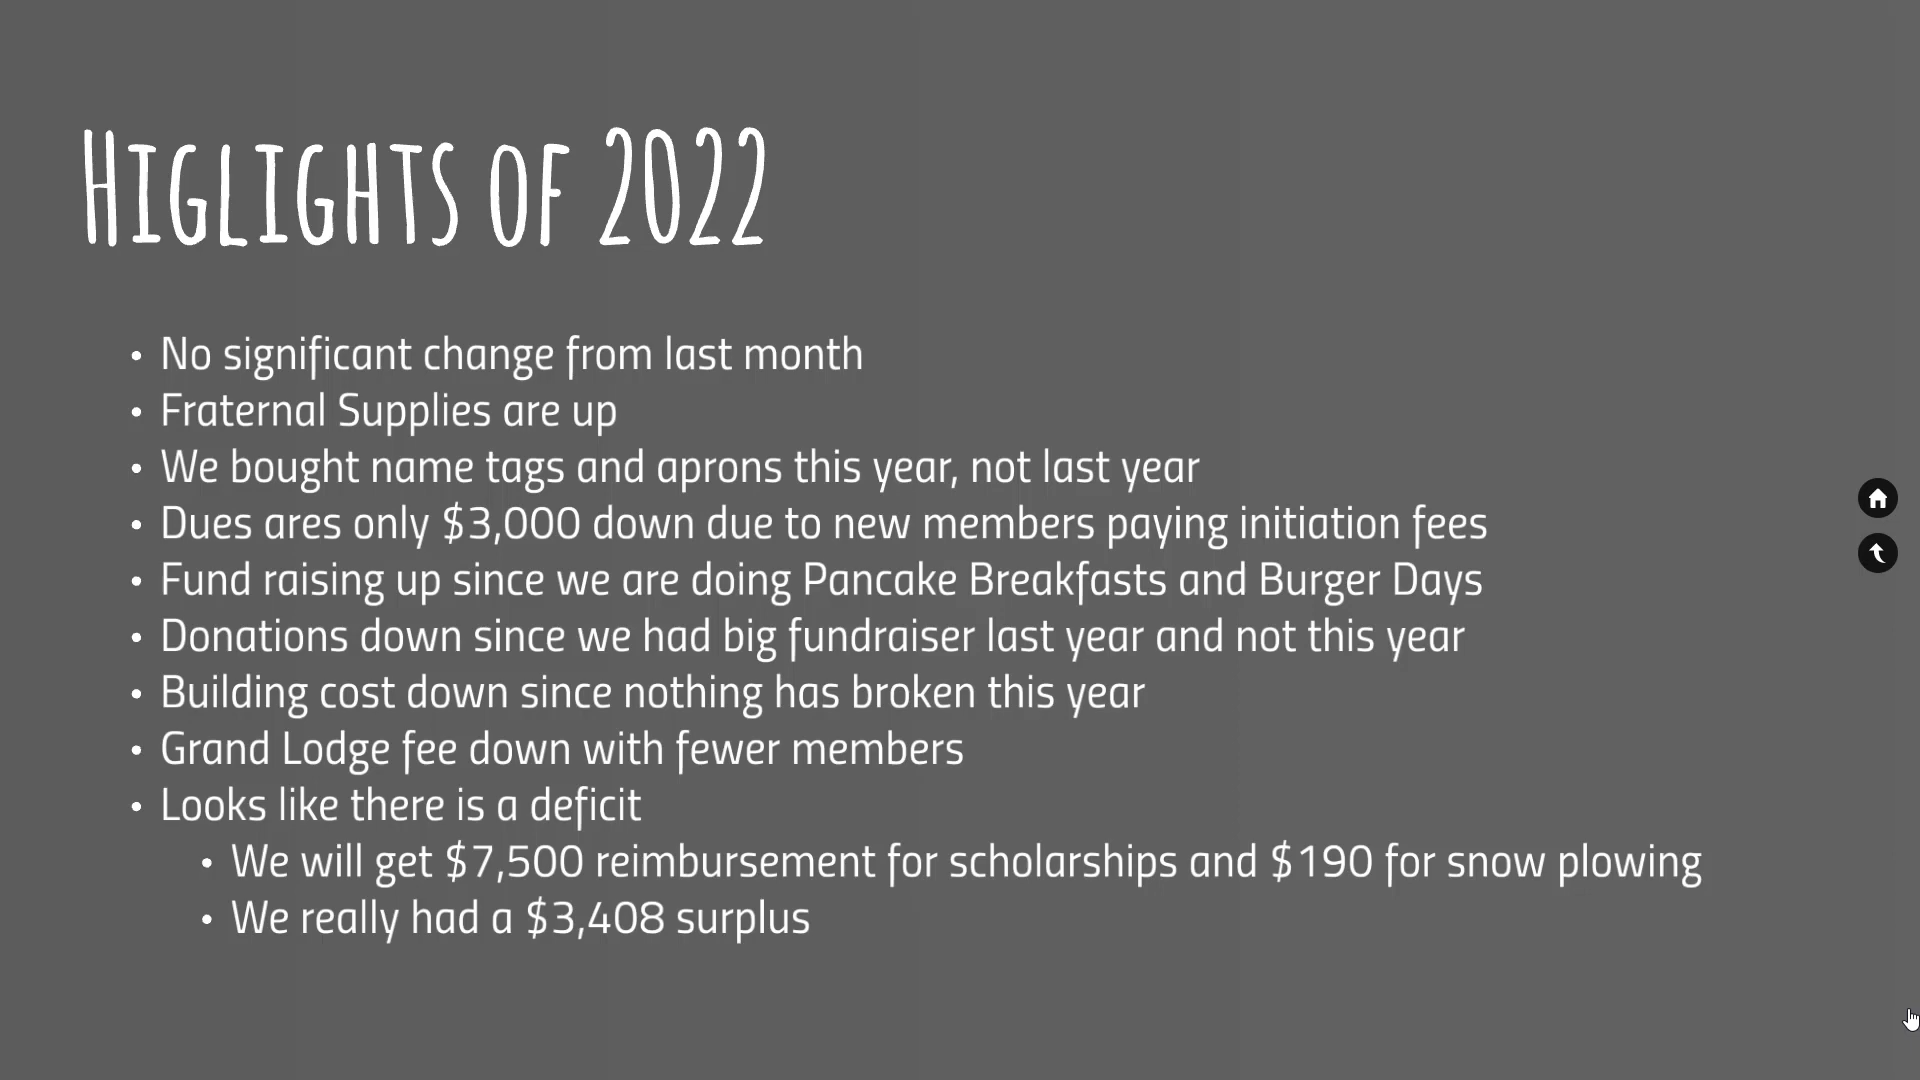 Higlights of 2022
• No significant change from last month
• Fraternal Supplies are up
• We bought name tags and aprons this year, not last year
• Dues ares only $3,000 down due to new members paying initiation fees
• Fund raising up since we are doing Pancake Breakfasts and Burger Days
• Donations down since we had big fundraiser last year and not this year
• Building cost down since nothing has broken this year
• Grand Lodge fee down with fewer members
• Looks like there is a deficit
• We will get $7,500 reimbursement for scholarships and $190 for snow plowing
• We really had a $3,408 surplus